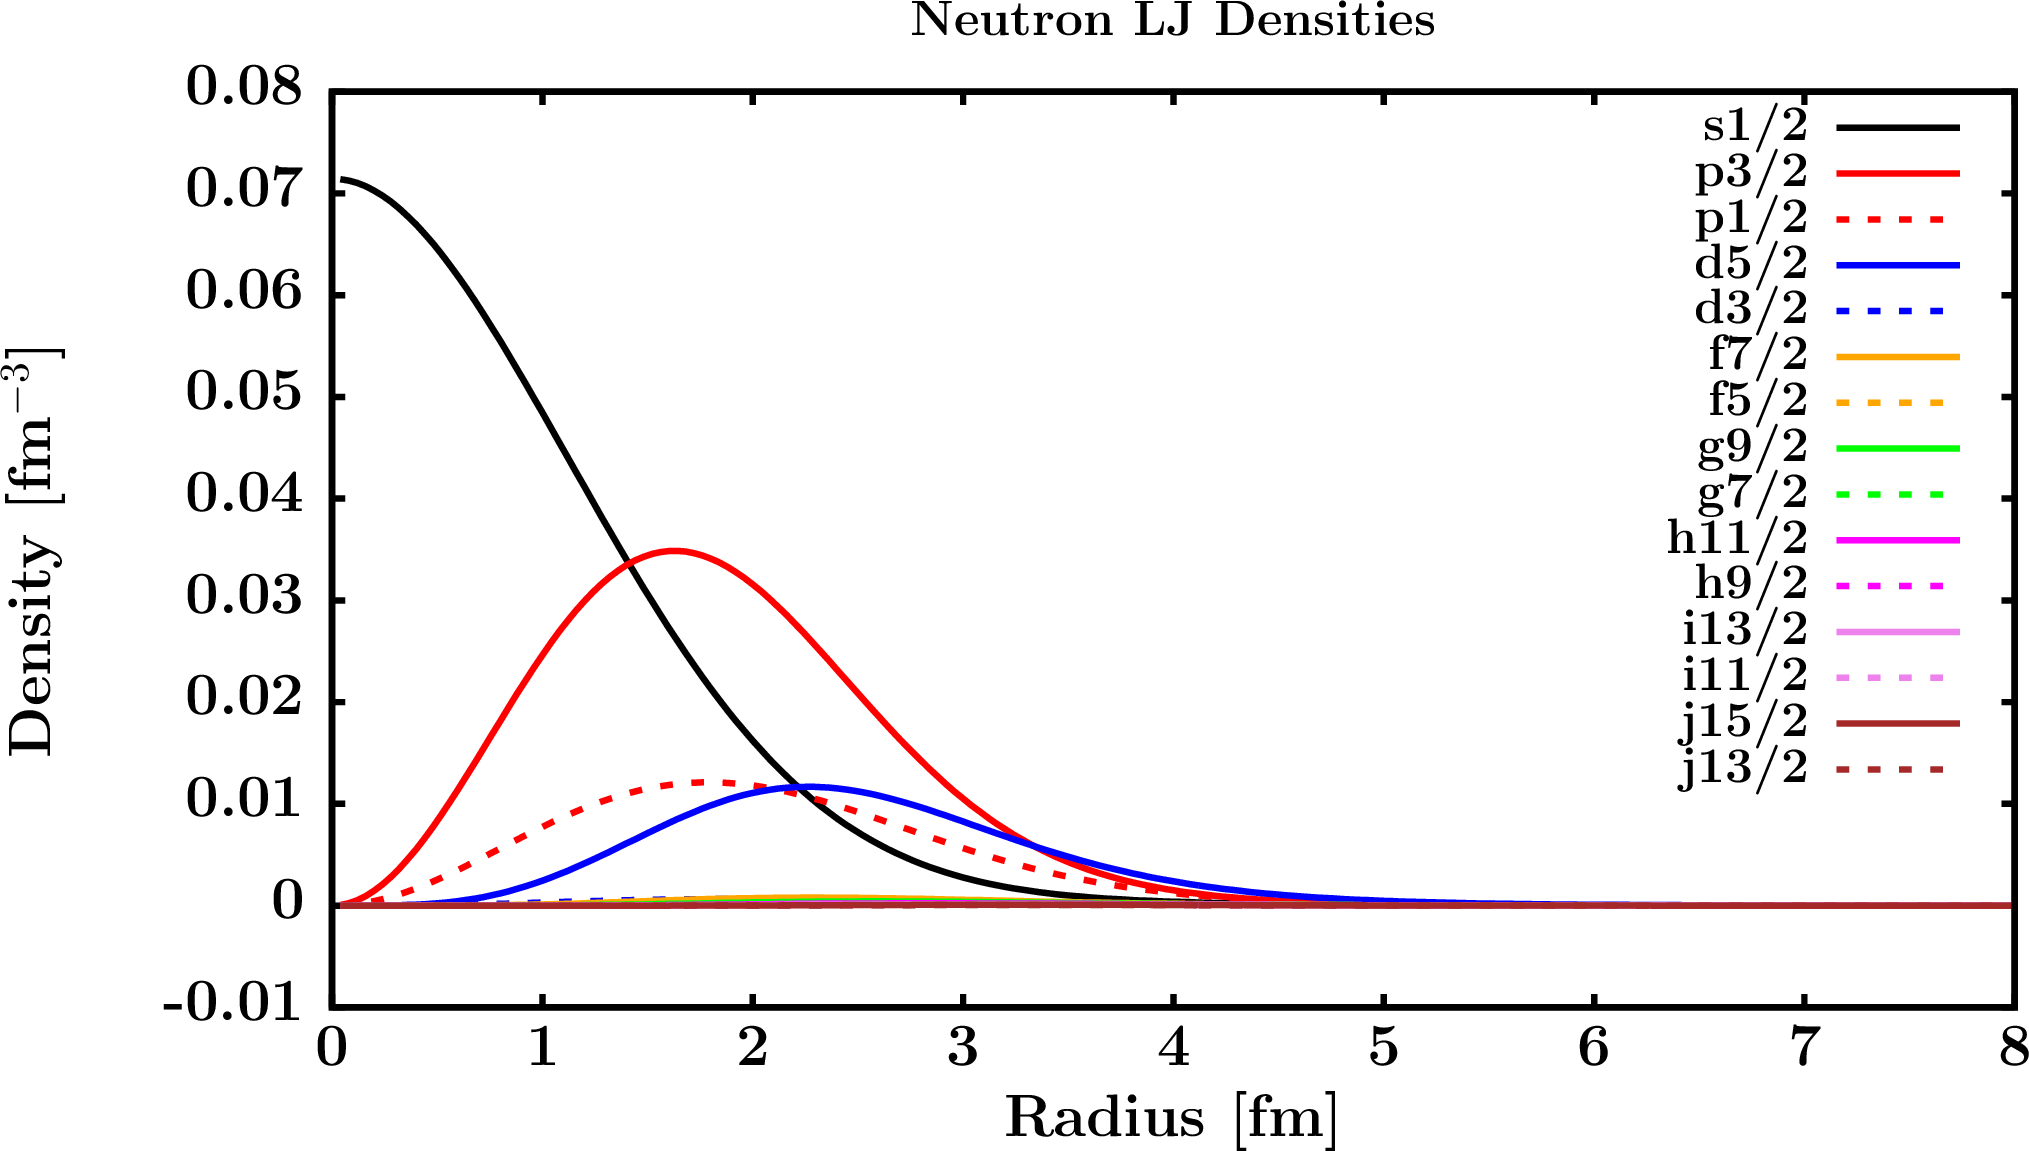 Neutron LJ Densities
0.08
0.07
0.06
0.05
0.04
0.03
0.02
0.01
0
-0.01
Density [fm⁻³]
s1/2
p3/2
p1/2
d5/2
d3/2
f7/2
f5/2
g9/2
g7/2
h11/2
h9/2
i13/2
i11/2
j15/2
j13/2
0 1 2 3 4 5 6 7 8
Radius [fm]